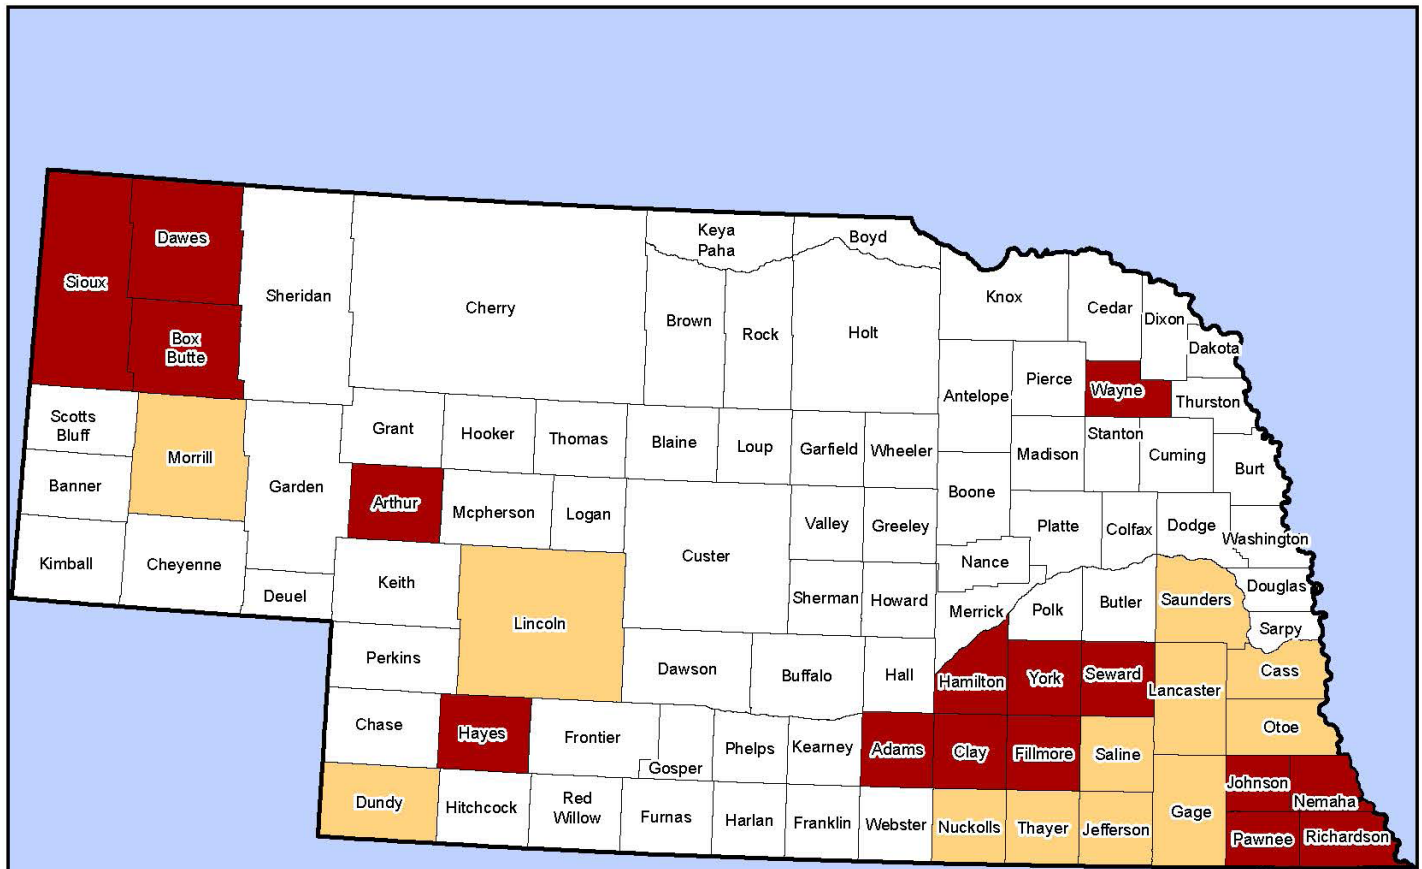 Keya
Paha
Boyd
Dawes
Sioux
Sheridan
Cherry
Knox
Cedar
Dixon
Brown
Rock
Holt
Box
Butte
Dakota
Pierce
Wayne
Antelope
Thurston
Scotts
Bluff
Grant
Hooker
Thomas
Blaine
Loup
Garfield
Wheeler
Madison
Stanton
Cuming
Burt
Morrill
Banner
Garden
Arthur
Mcpherson
Logan
Boone
Valley
Greeley
Platte
Colfax
Dodge
Washington
Kimball
Cheyenne
Custer
Nance
Keith
Deuel
Sherman
Howard
Merrick
Polk
Butler
Saunders
Douglas
Sarpy
Lincoln
Perkins
Dawson
Buffalo
Hall
Hamilton
York
Seward
Lancaster
Cass
Chase
Hayes
Frontier
Gosper
Phelps
Kearney
Adams
Clay
Fillmore
Saline
Otoe
Johnson
Nemaha
Dundy
Hitchcock
Red
Willow
Furnas
Harlan
Franklin
Webster
Nuckolls
Thayer
Jefferson
Gage
Pawnee
Richardson